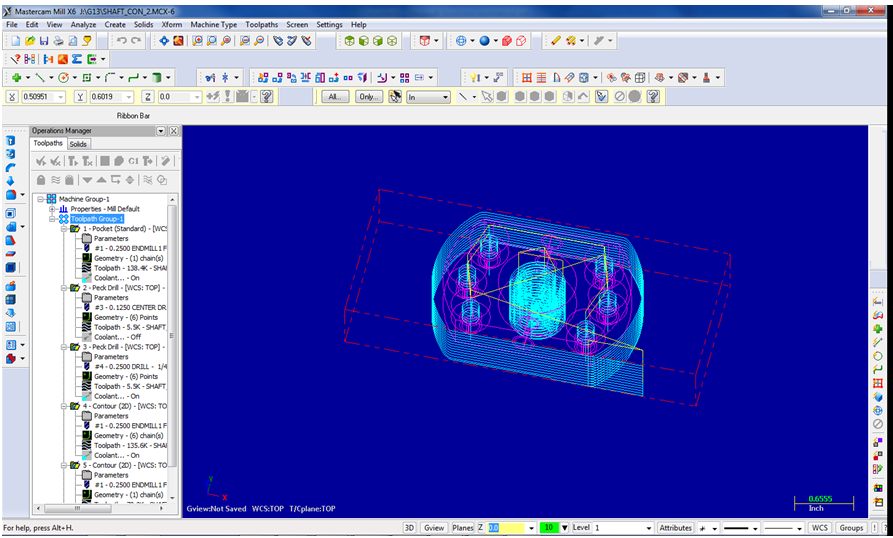 Mastercam Mill X6 J:\G13\SHAFT_CON_2.MCX-6
File Edit View Analyze Create Solids Xform Machine Type Toolpaths Screen Settings Help
X 0.50951 Y 0.6019 Z 0.0 All... Only... In
Ribbon Bar
Operations Manager
Toolpaths Solids
G1
Machine Group-1
Properties - Mill Default
Toolpath Group-1
1 - Pocket (Standard) - [WCS
Parameters
#1 - 0.2500 ENDMILL1 F
Geometry - (1) chain(s)
Toolpath - 138.4K - SHA
Coolant... - On
2 - Peck Drill - [WCS: TOP] -
Parameters
#3 - 0.1250 CENTER DR
Geometry - (6) Points
Toolpath - 5.5K - SHAFT_
Coolant... - Off
3 - Peck Drill - [WCS: TOP] -
Parameters
#4 - 0.2500 DRILL - 1/4
Geometry - (6) Points
Toolpath - 5.5K - SHAFT_
Coolant... - On
4 - Contour (2D) - [WCS: TO
Parameters
#1 - 0.2500 ENDMILL1 F
Geometry - (6) chain(s)
Toolpath - 135.6K - SHA
Coolant... - On
5 - Contour (2D) - [WCS: TO
Parameters
#1 - 0.2500 ENDMILL1 F
Geometry - (1) chain(s)
Y
X
Gview:Not Saved WCS:TOP T/Cplane:TOP
0.6555
Inch
For help, press Alt+H.
3D Gview Planes Z 0.0 10 Level 1 Attributes WCS Groups ! ?